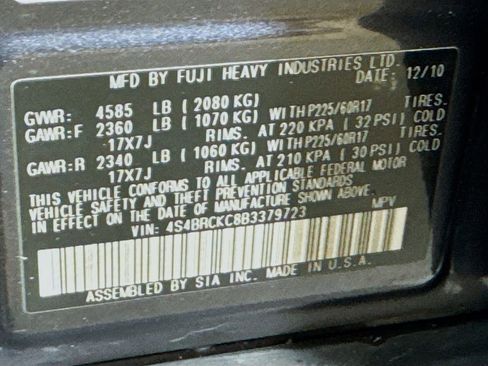 MFD BY FUJI HEAVY INDUSTRIES LTD.
DATE: 12/10
GVWR: 4585 LB (2080 KG)
GAWR:F 2360 LB (1070 KG) WITH P225/60R17 TIRES.
17X7J RIMS. AT 220 KPA (32 PSI) COLD
GAWR:R 2340 LB (1060 KG) WITH P225/60R17 TIRES.
17X7J RIMS. AT 210 KPA (30 PSI) COLD
THIS VEHICLE CONFORMS TO ALL APPLICABLE FEDERAL MOTOR
VEHICLE SAFETY AND THEFT PREVENTION STANDARDS
IN EFFECT ON THE DATE OF MANUFACTURE SHOWN ABOVE.
VIN: 4S4BRCKC8B3379723 MPV
ASSEMBLED BY SIA INC. MADE IN U.S.A.